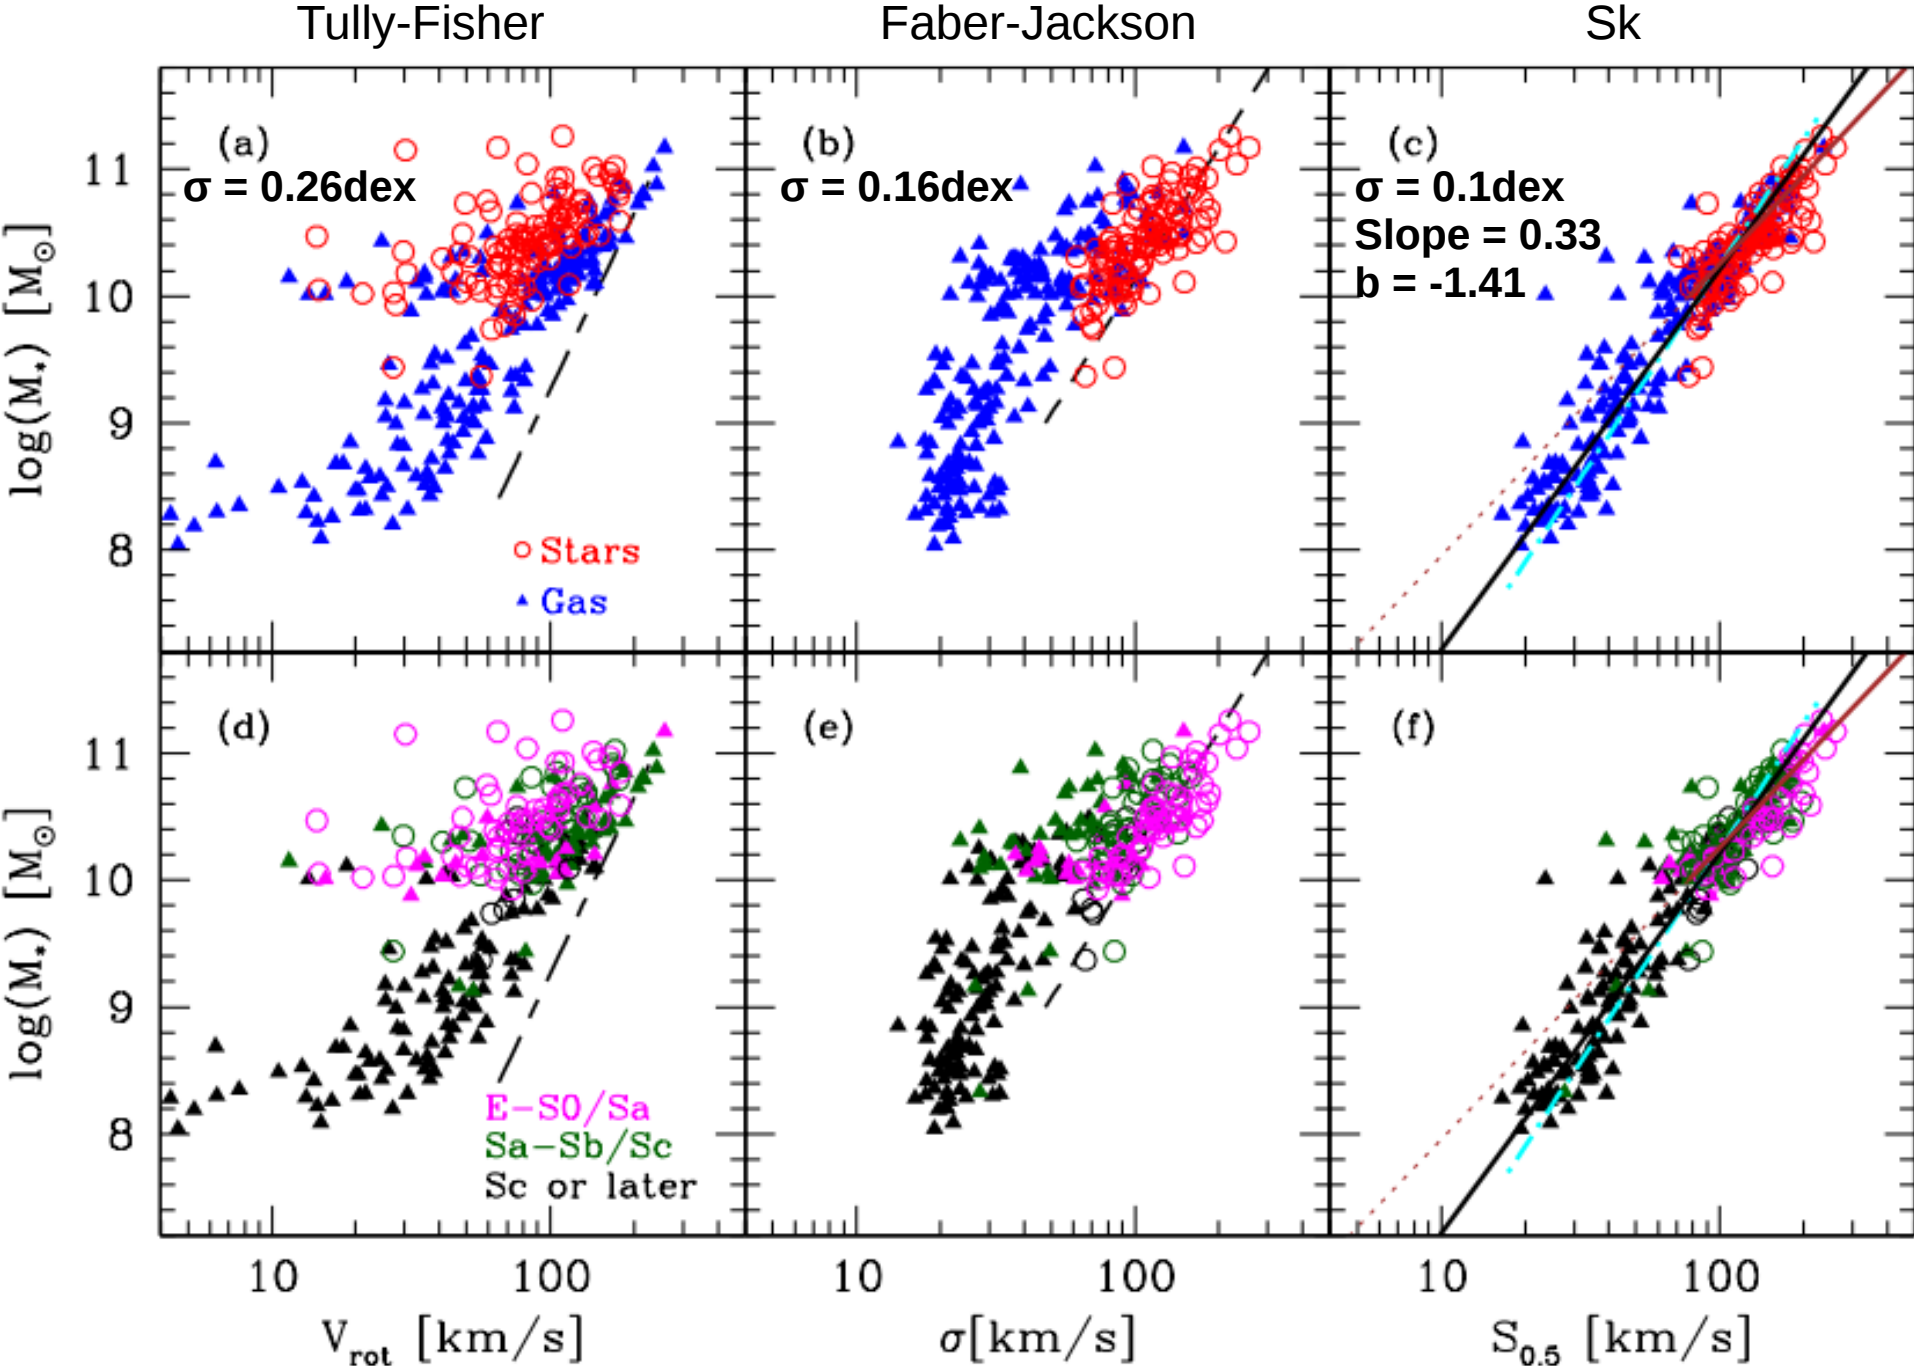 Tully-Fisher
Faber-Jackson
Sk
(a)
σ = 0.26dex
(b)
σ = 0.16dex
(c)
σ = 0.1dex
Slope = 0.33
b = -1.41
11
10
9
8
log(M⋆) [M⊙]
Stars
Gas
(d)
(e)
(f)
11
10
9
8
log(M⋆) [M⊙]
E-S0/Sa
Sa-Sb/Sc
Sc or later
10 100
10 100
10 100
Vrot [km/s]
σ[km/s]
S0.5 [km/s]